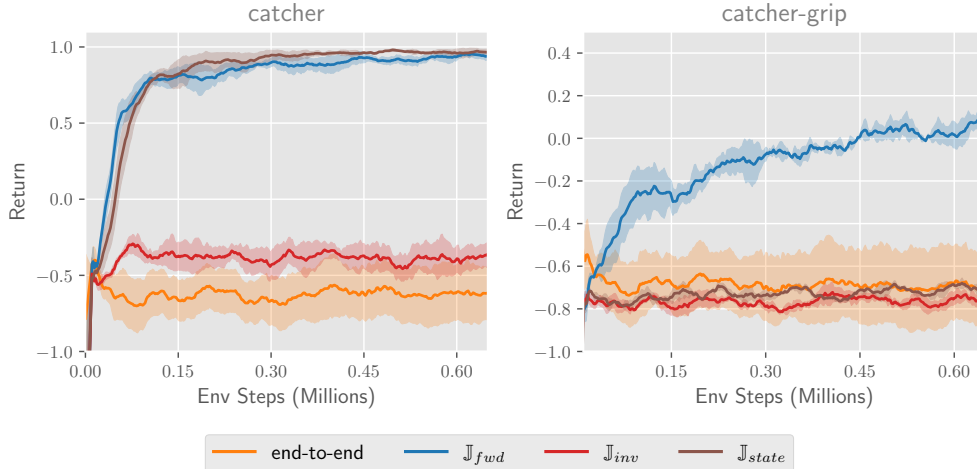 catcher
catcher-grip
1.0
0.5
0.0
−0.5
−1.0
Return
0.00 0.15 0.30 0.45 0.60
Env Steps (Millions)
0.4
0.2
0.0
−0.2
−0.4
−0.6
−0.8
−1.0
Return
0.15 0.30 0.45 0.60
Env Steps (Millions)
end-to-end 𝕁fwd 𝕁inv 𝕁state